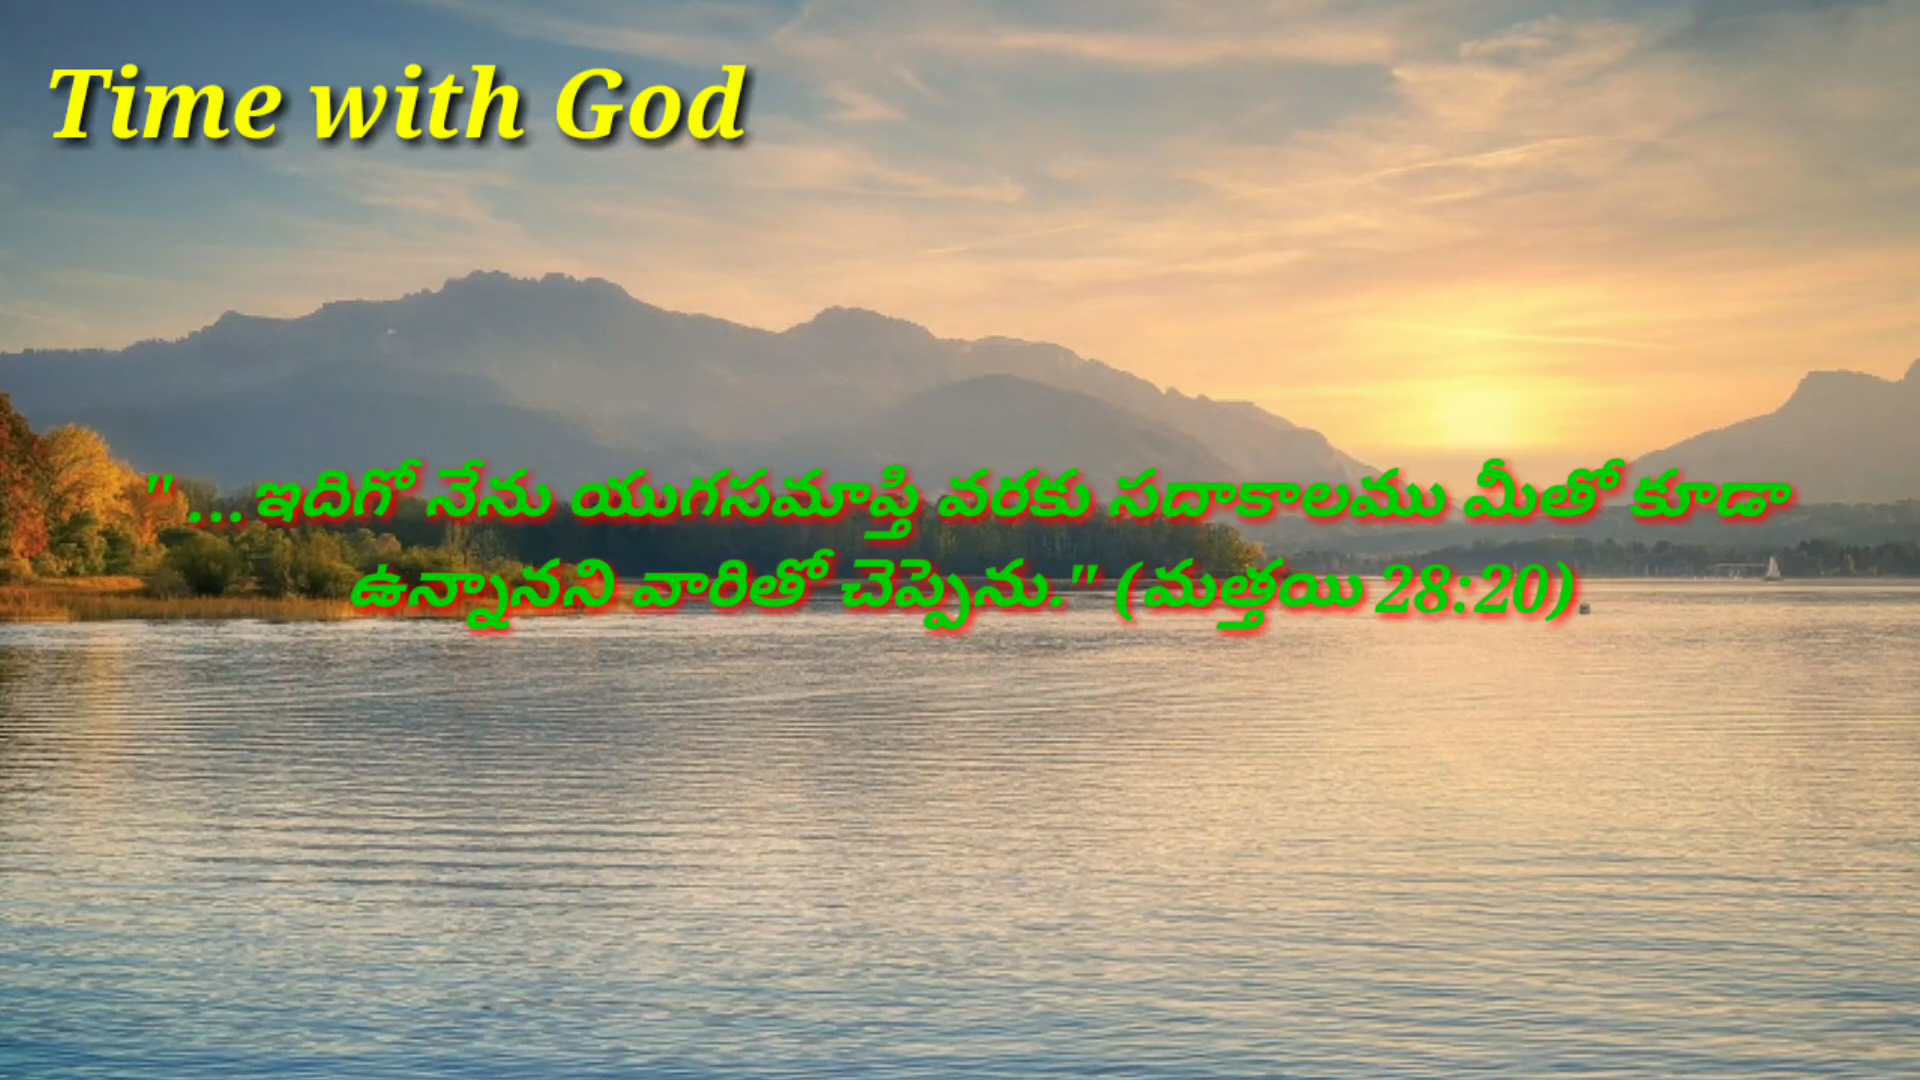 Time with God
"...ఇదిగో నేను యుగసమాప్తి వరకు సదాకాలము మీతో కూడా
ఉన్నానని వారితో చెప్పెను." (మత్తయి 28:20)